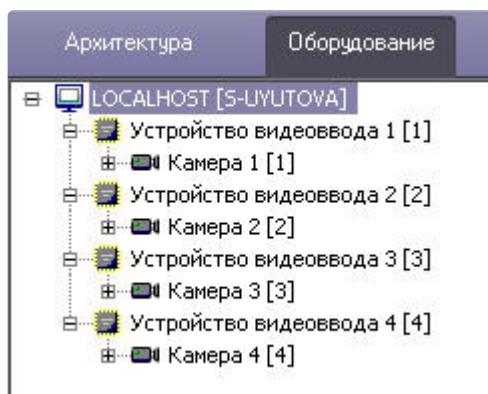 Архитектура Оборудование
LOCALHOST [S-UYUTOVA]
Устройство видеоввода 1 [1]
Камера 1 [1]
Устройство видеоввода 2 [2]
Камера 2 [2]
Устройство видеоввода 3 [3]
Камера 3 [3]
Устройство видеоввода 4 [4]
Камера 4 [4]